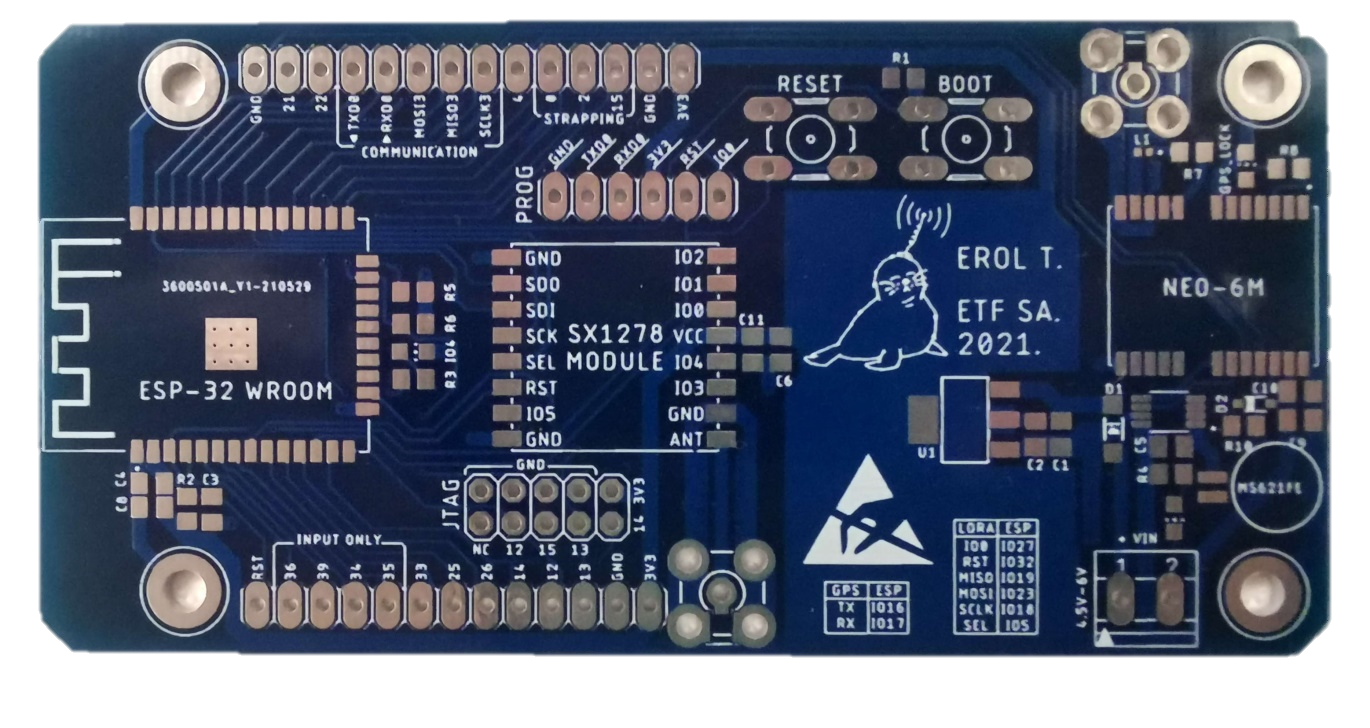 GND 21 22 TXD0 RXD0 MOSI3 MISO3 SCLK3 4 0 2 15 GND 3V3
STRAPPING
COMMUNICATION
RESET
R1
BOOT
PROG
GND TXD0 RXD0 3V3 RST IO0
L1
R7
GPS_LOCK
R8
3600501A_Y1-210529
ESP-32 WROOM
R5
R6
IO4
R3
GND IO2
SDO IO1
SDI IO0
SCK SX1278 VCC
SEL MODULE IO4
RST IO3
IO5 GND
GND ANT
C11
C6
EROL T.
ETF SA.
2021.
NEO-6M
U1
C2 C1
D1
C5
R4
D2
C10
R10
C9
MS621FE
C8 C4
R2 C3
JTAG
GND
3V3
14
NC 12 15 13
INPUT ONLY
RST 36 39 34 35 33 25 26 14 12 13 GND 3V3
GPS ESP
TX IO16
RX IO17
LORA ESP
IO0 IO27
RST IO32
MISO IO19
MOSI IO23
SCLK IO18
SEL IO5
+ VIN
1 2
4.5V-6V